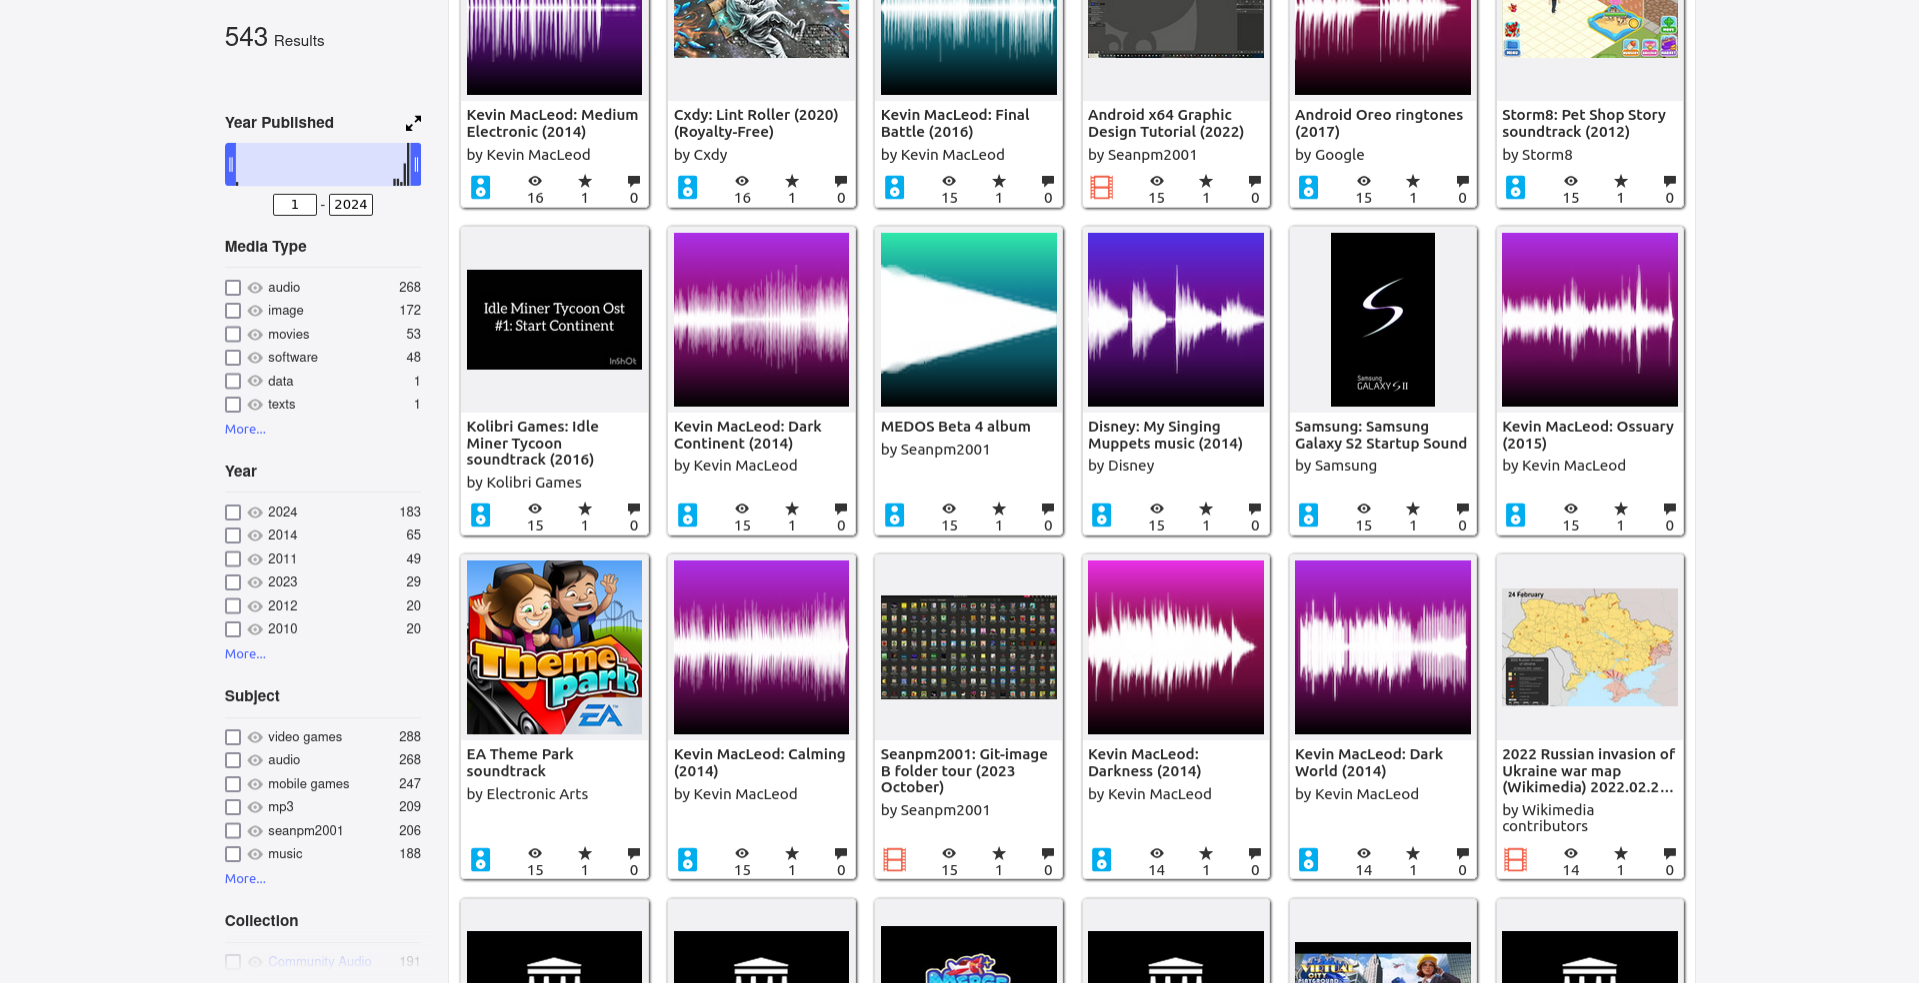 543 Results
Year Published
1 - 2024
Media Type
audio 268
image 172
movies 53
software 48
data 1
texts 1
More...
Year
2024 183
2014 65
2011 49
2023 29
2012 20
2010 20
More...
Subject
video games 288
audio 268
mobile games 247
mp3 209
seanpm2001 206
music 188
More...
Collection
Community Audio 191
Kevin MacLeod: Medium
Electronic (2014)
by Kevin MacLeod
16 1 0
Cxdy: Lint Roller (2020)
(Royalty-Free)
by Cxdy
16 1 0
Kevin MacLeod: Final
Battle (2016)
by Kevin MacLeod
15 1 0
Android x64 Graphic
Design Tutorial (2022)
by Seanpm2001
15 1 0
Android Oreo ringtones
(2017)
by Google
15 1 0
Storm8: Pet Shop Story
soundtrack (2012)
by Storm8
15 1 0
Idle Miner Tycoon Ost
#1: Start Continent
InShOt
Kolibri Games: Idle
Miner Tycoon
soundtrack (2016)
by Kolibri Games
15 1 0
Kevin MacLeod: Dark
Continent (2014)
by Kevin MacLeod
15 1 0
MEDOS Beta 4 album
by Seanpm2001
15 1 0
Disney: My Singing
Muppets music (2014)
by Disney
15 1 0
Samsung
GALAXY S II
Samsung: Samsung
Galaxy S2 Startup Sound
by Samsung
15 1 0
Kevin MacLeod: Ossuary
(2015)
by Kevin MacLeod
15 1 0
Theme
park
EA
EA Theme Park
soundtrack
by Electronic Arts
15 1 0
Kevin MacLeod: Calming
(2014)
by Kevin MacLeod
15 1 0
Seanpm2001: Git-image
B folder tour (2023
October)
by Seanpm2001
15 1 0
Kevin MacLeod:
Darkness (2014)
by Kevin MacLeod
14 1 0
Kevin MacLeod: Dark
World (2014)
by Kevin MacLeod
14 1 0
24 February
2022 Russian invasion of
Ukraine war map
(Wikimedia) 2022.02.2...
by Wikimedia
contributors
14 1 0
MERGE
VIRTUAL
CITY
PLAYGROUND